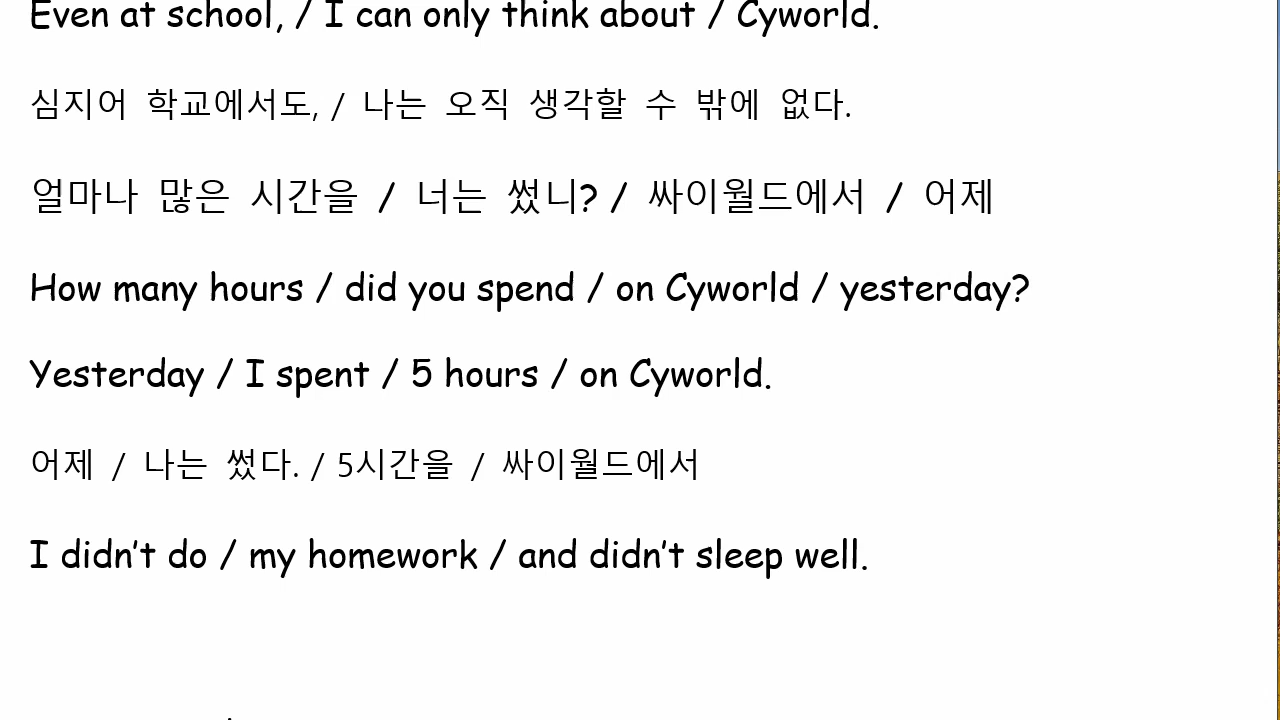 Even at school, / I can only think about / Cyworld.
심지어 학교에서도, / 나는 오직 생각할 수 밖에 없다.
얼마나 많은 시간을 / 너는 썼니? / 싸이월드에서 / 어제
How many hours / did you spend / on Cyworld / yesterday?
Yesterday / I spent / 5 hours / on Cyworld.
어제 / 나는 썼다. / 5시간을 / 싸이월드에서
I didn't do / my homework / and didn't sleep well.